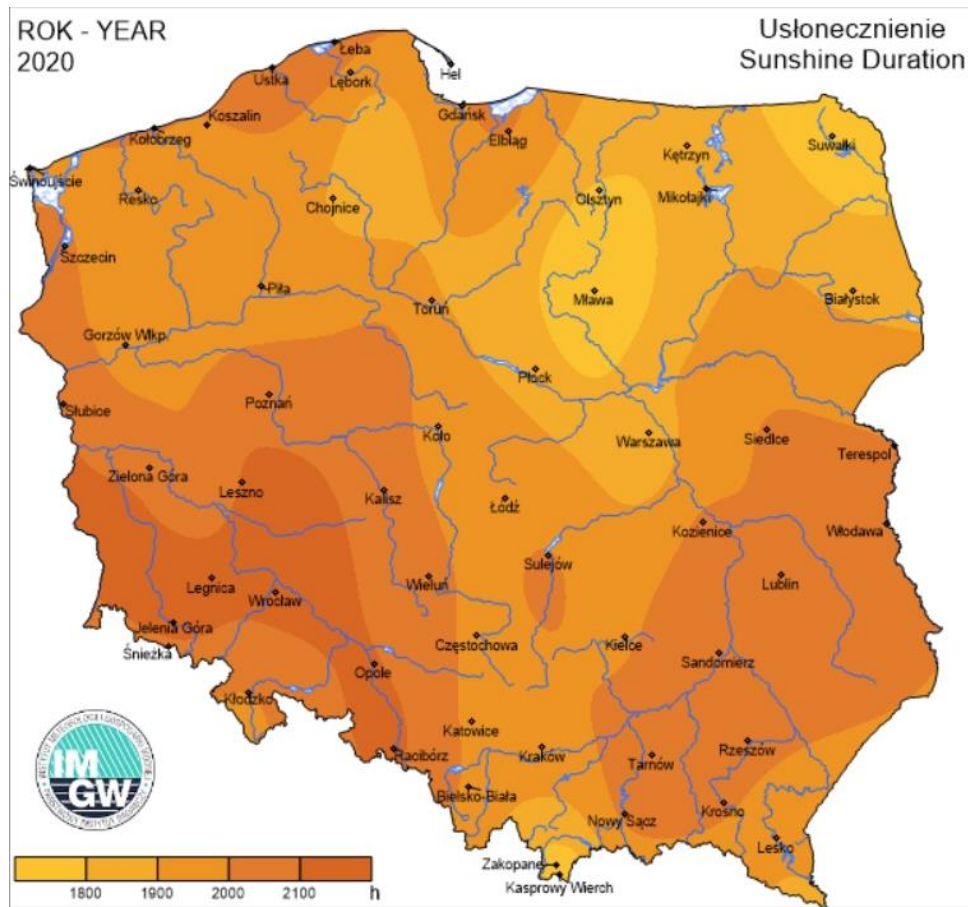 ROK - YEAR
2020
Usłonecznienie
Sunshine Duration
Łeba
Ustka
Lębork
Hel
Koszalin
Gdańsk
Kołobrzeg
Elbląg
Suwałki
Kętrzyn
Świnoujście
Resko
Chojnice
Olsztyn
Mikołajki
Szczecin
Piła
Toruń
Mława
Białystok
Gorzów Wlkp.
Płock
Słubice
Poznań
Koło
Warszawa
Siedlce
Terespol
Zielona Góra
Leszno
Kalisz
Łódź
Kozienice
Włodawa
Sulejów
Legnica
Wrocław
Wieluń
Lublin
Jelenia Góra
Częstochowa
Kielce
Śnieżka
Sandomierz
Opole
Kłodzko
Katowice
Racibórz
Kraków
Tarnów
Rzeszów
Bielsko-Biała
Nowy Sącz
Krosno
Lesko
Zakopane
Kasprowy Wierch
IM
GW
1800 1900 2000 2100 h